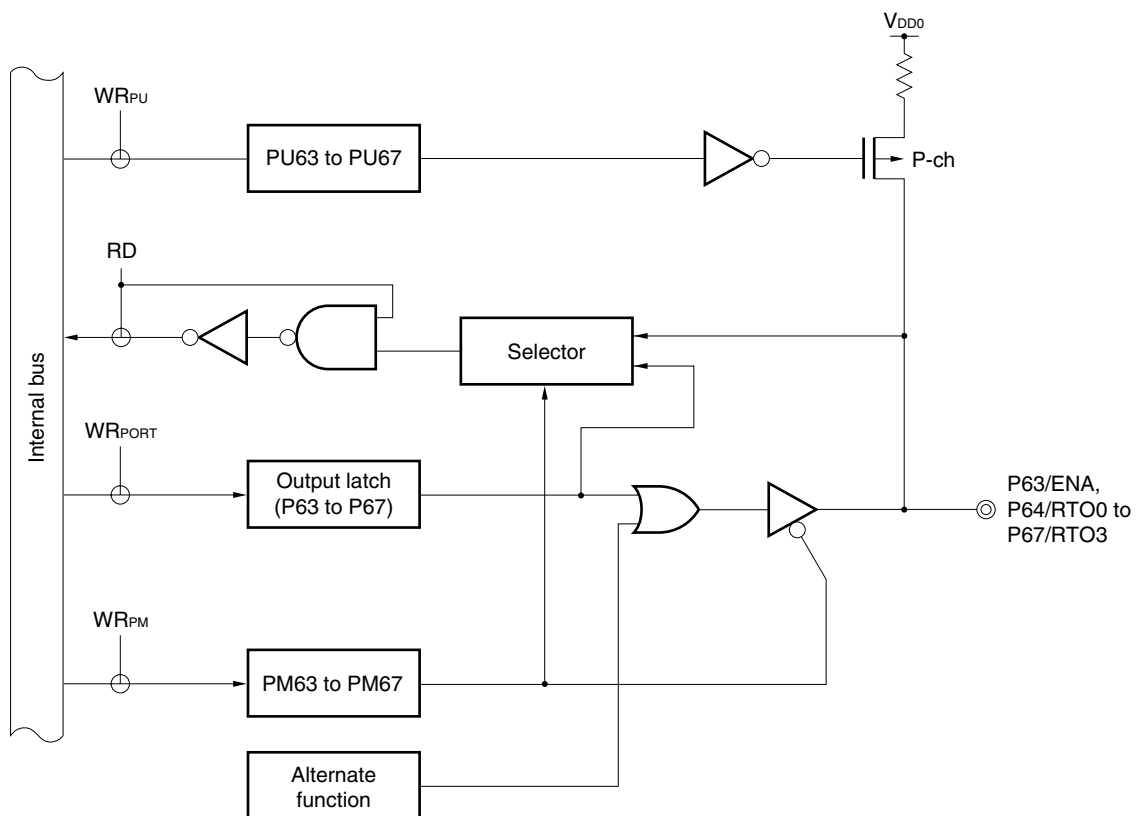 VDD0
WRPU
PU63 to PU67
P-ch
RD
Selector
Internal bus
WRPORT
Output latch
(P63 to P67)
P63/ENA,
P64/RTO0 to
P67/RTO3
WRPM
PM63 to PM67
Alternate
function